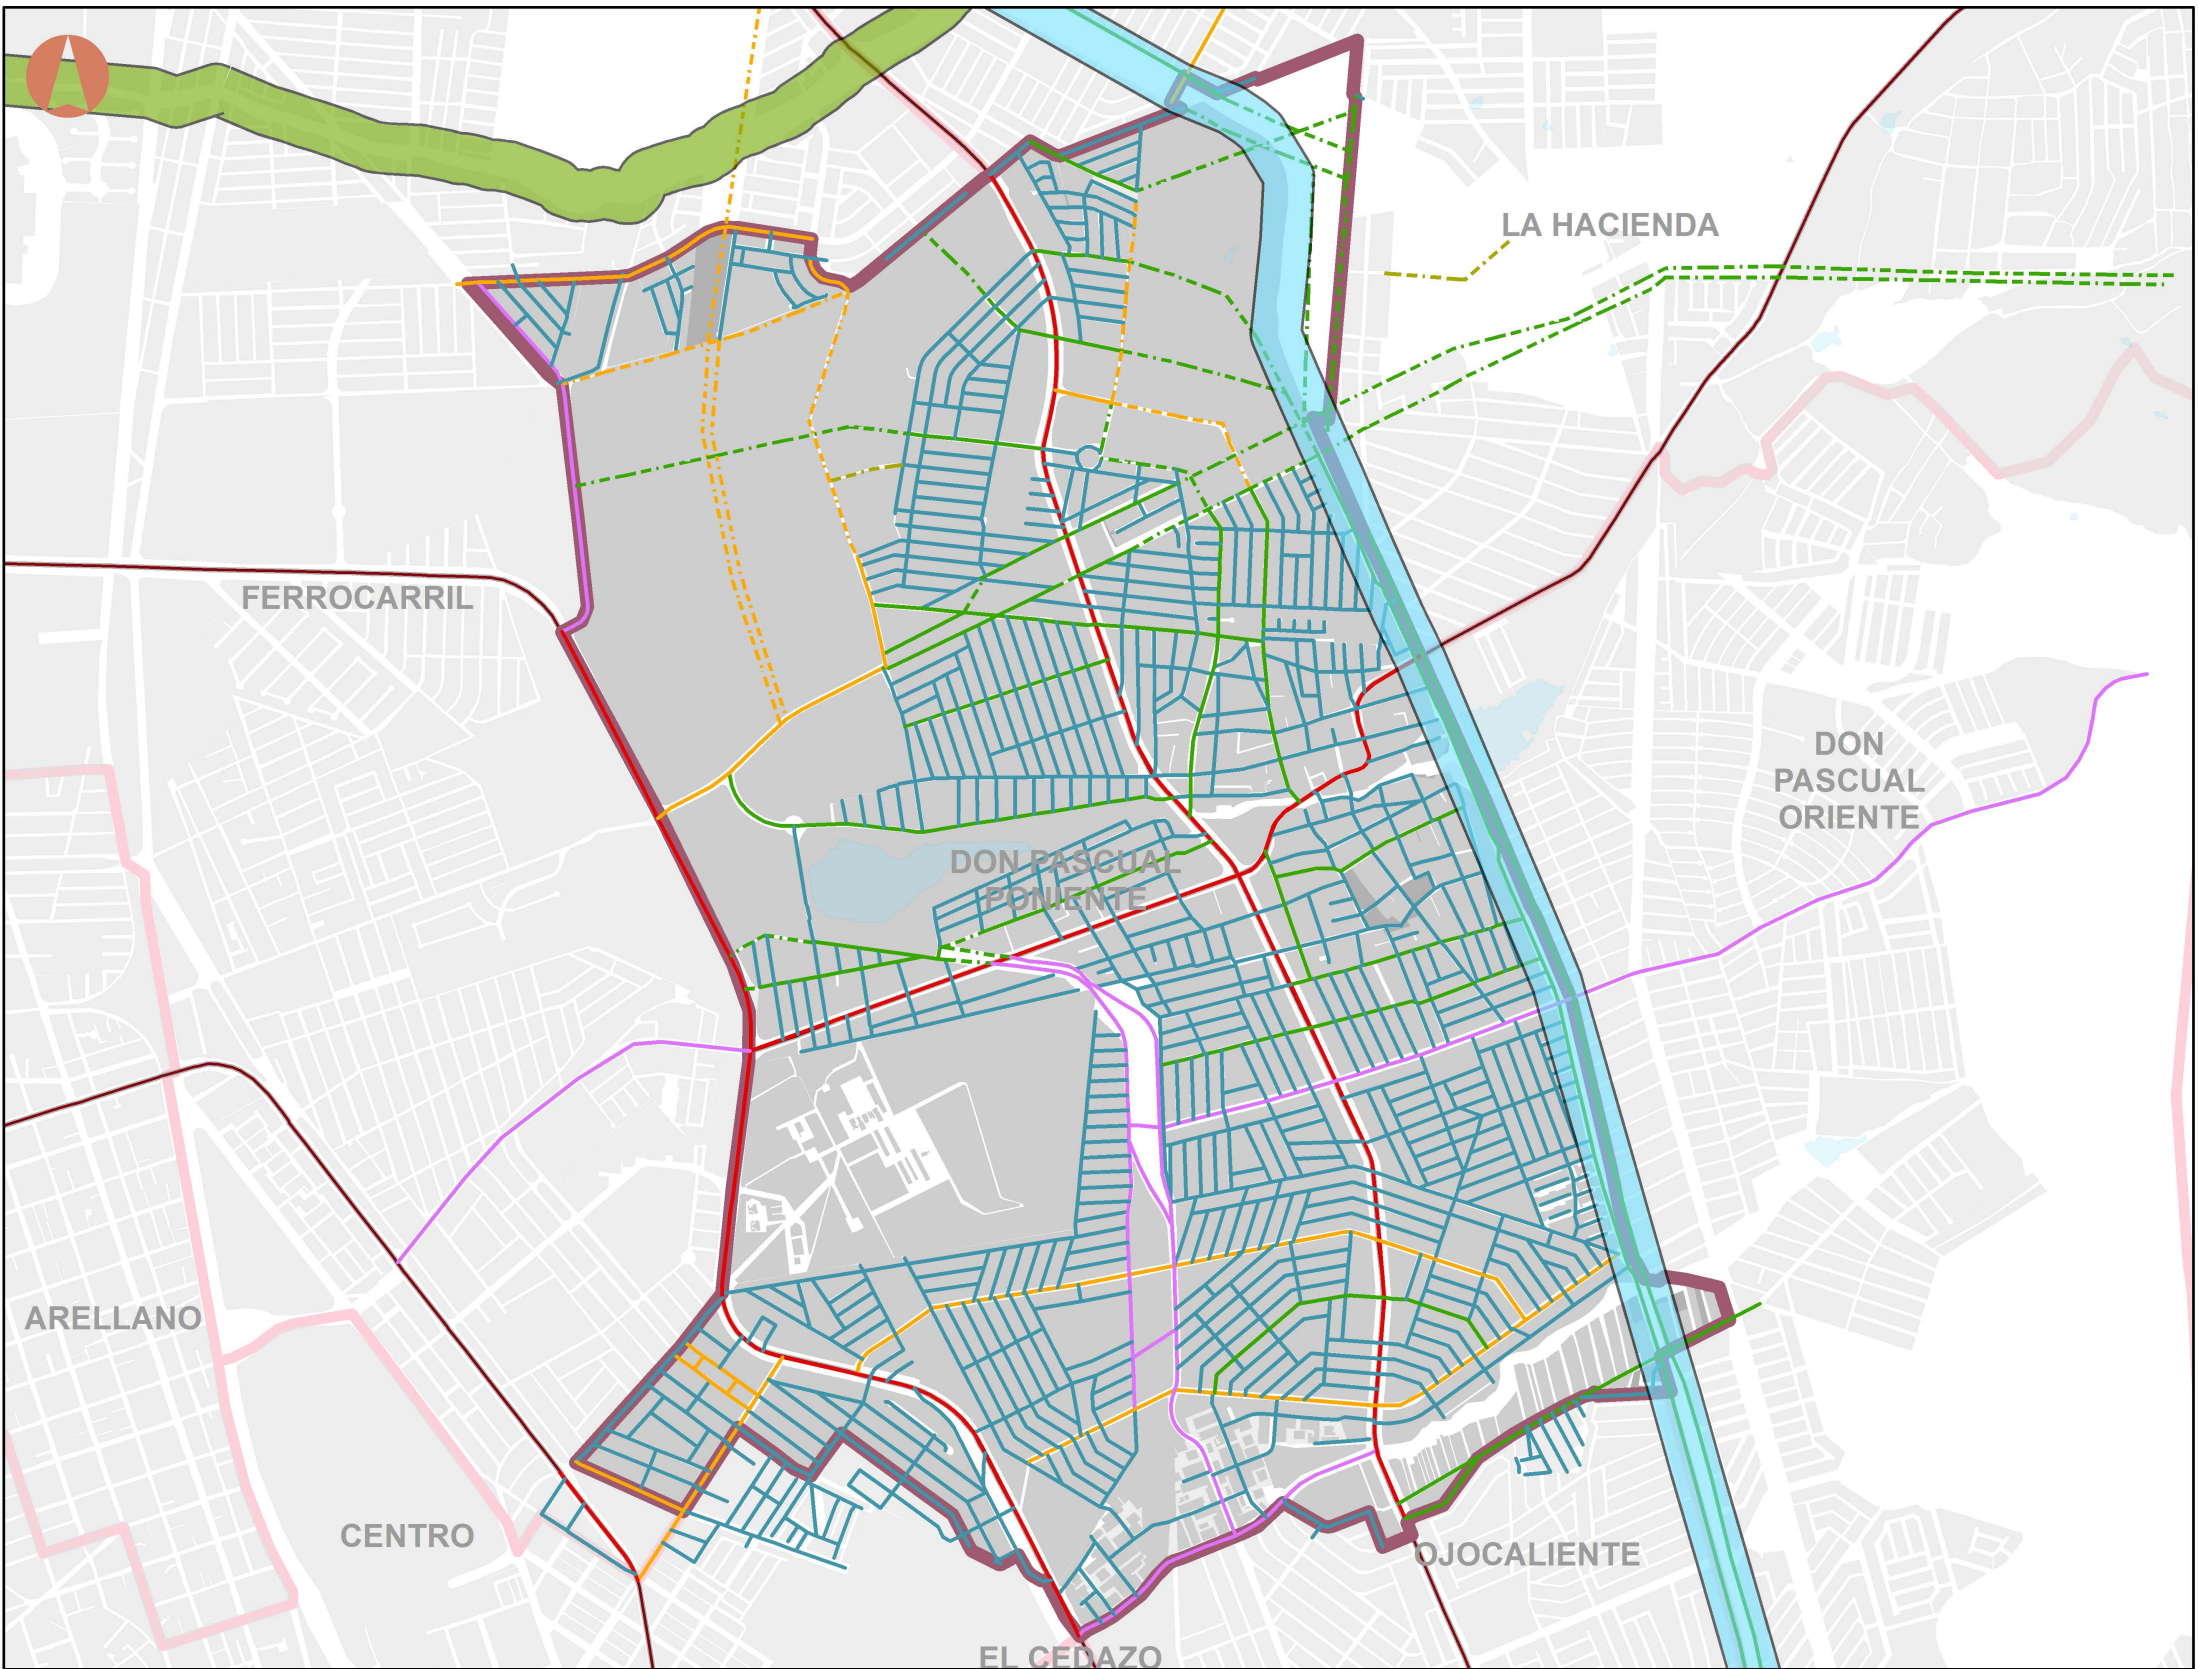 LA HACIENDA
FERROCARRIL
DON
PASCUAL
ORIENTE
DON PASCUAL
PONIENTE
ARELLANO
CENTRO
OJOCALIENTE
EL CEDAZO